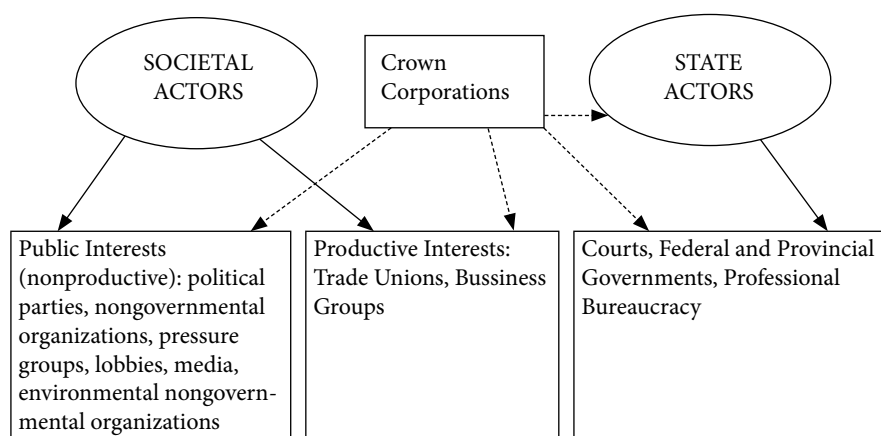 SOCIETAL
ACTORS
Crown
Corporations
STATE
ACTORS
Public Interests
(nonproductive): political
parties, nongovernmental
organizations, pressure
groups, lobbies, media,
environmental nongovern-
mental organizations
Productive Interests:
Trade Unions, Bussiness
Groups
Courts, Federal and Provincial
Governments, Professional
Bureaucracy